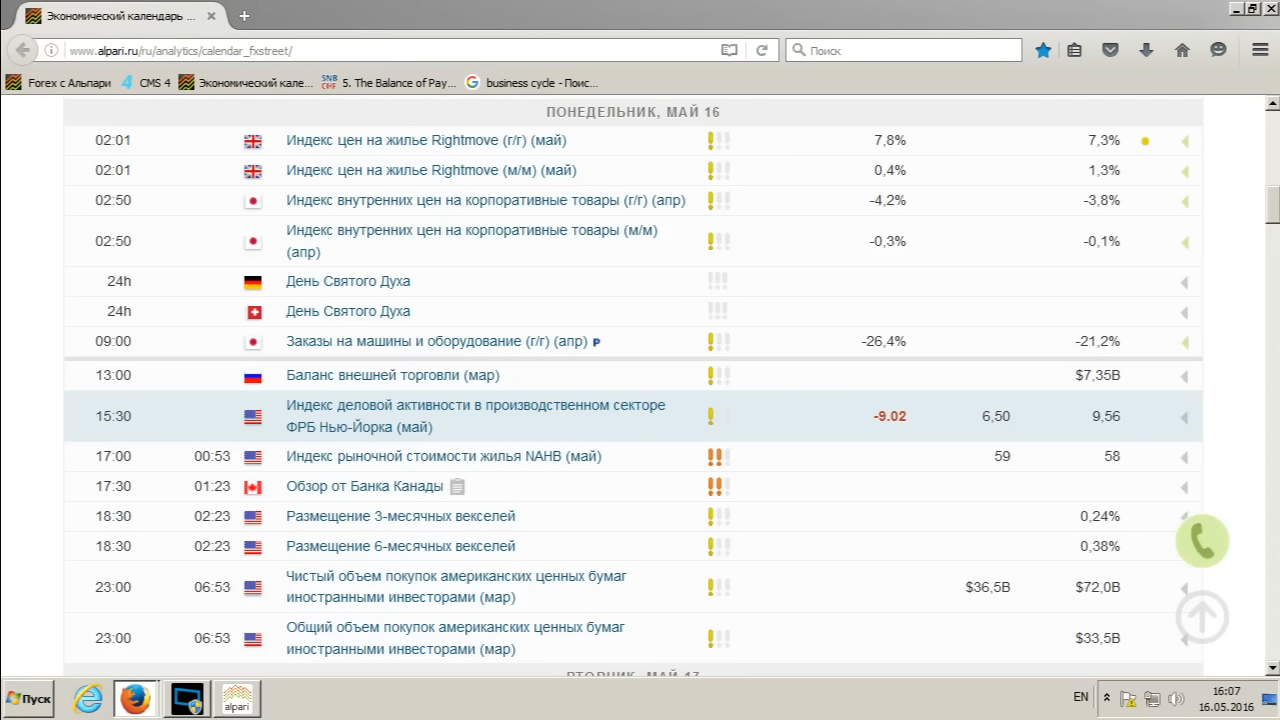 Экономический календарь ...
www.alpari.ru/ru/analytics/calendar_fxstreet/
Поиск
Forex с Альпари
4 CMS 4
Экономический кале...
SNB CHF 5. The Balance of Pay...
G business cycle - Поис...
ПОНЕДЕЛЬНИК, МАЙ 16
02:01 Индекс цен на жилье Rightmove (г/г) (май) 7,8% 7,3%
02:01 Индекс цен на жилье Rightmove (м/м) (май) 0,4% 1,3%
02:50 Индекс внутренних цен на корпоративные товары (г/г) (апр) -4,2% -3,8%
02:50 Индекс внутренних цен на корпоративные товары (м/м) -0,3% -0,1%
(апр)
24h День Святого Духа
24h День Святого Духа
09:00 Заказы на машины и оборудование (г/г) (апр) P -26,4% -21,2%
13:00 Баланс внешней торговли (мар) $7,35B
15:30 Индекс деловой активности в производственном секторе -9.02 6,50 9,56
ФРБ Нью-Йорка (май)
17:00 00:53 Индекс рыночной стоимости жилья NAHB (май) 59 58
17:30 01:23 Обзор от Банка Канады
18:30 02:23 Размещение 3-месячных векселей 0,24%
18:30 02:23 Размещение 6-месячных векселей 0,38%
23:00 06:53 Чистый объем покупок американских ценных бумаг $36,5B $72,0B
иностранными инвесторами (мар)
23:00 06:53 Общий объем покупок американских ценных бумаг $33,5B
иностранными инвесторами (мар)
ВТОРНИК, МАЙ 17
Пуск
alpari
EN
16:07
16.05.2016